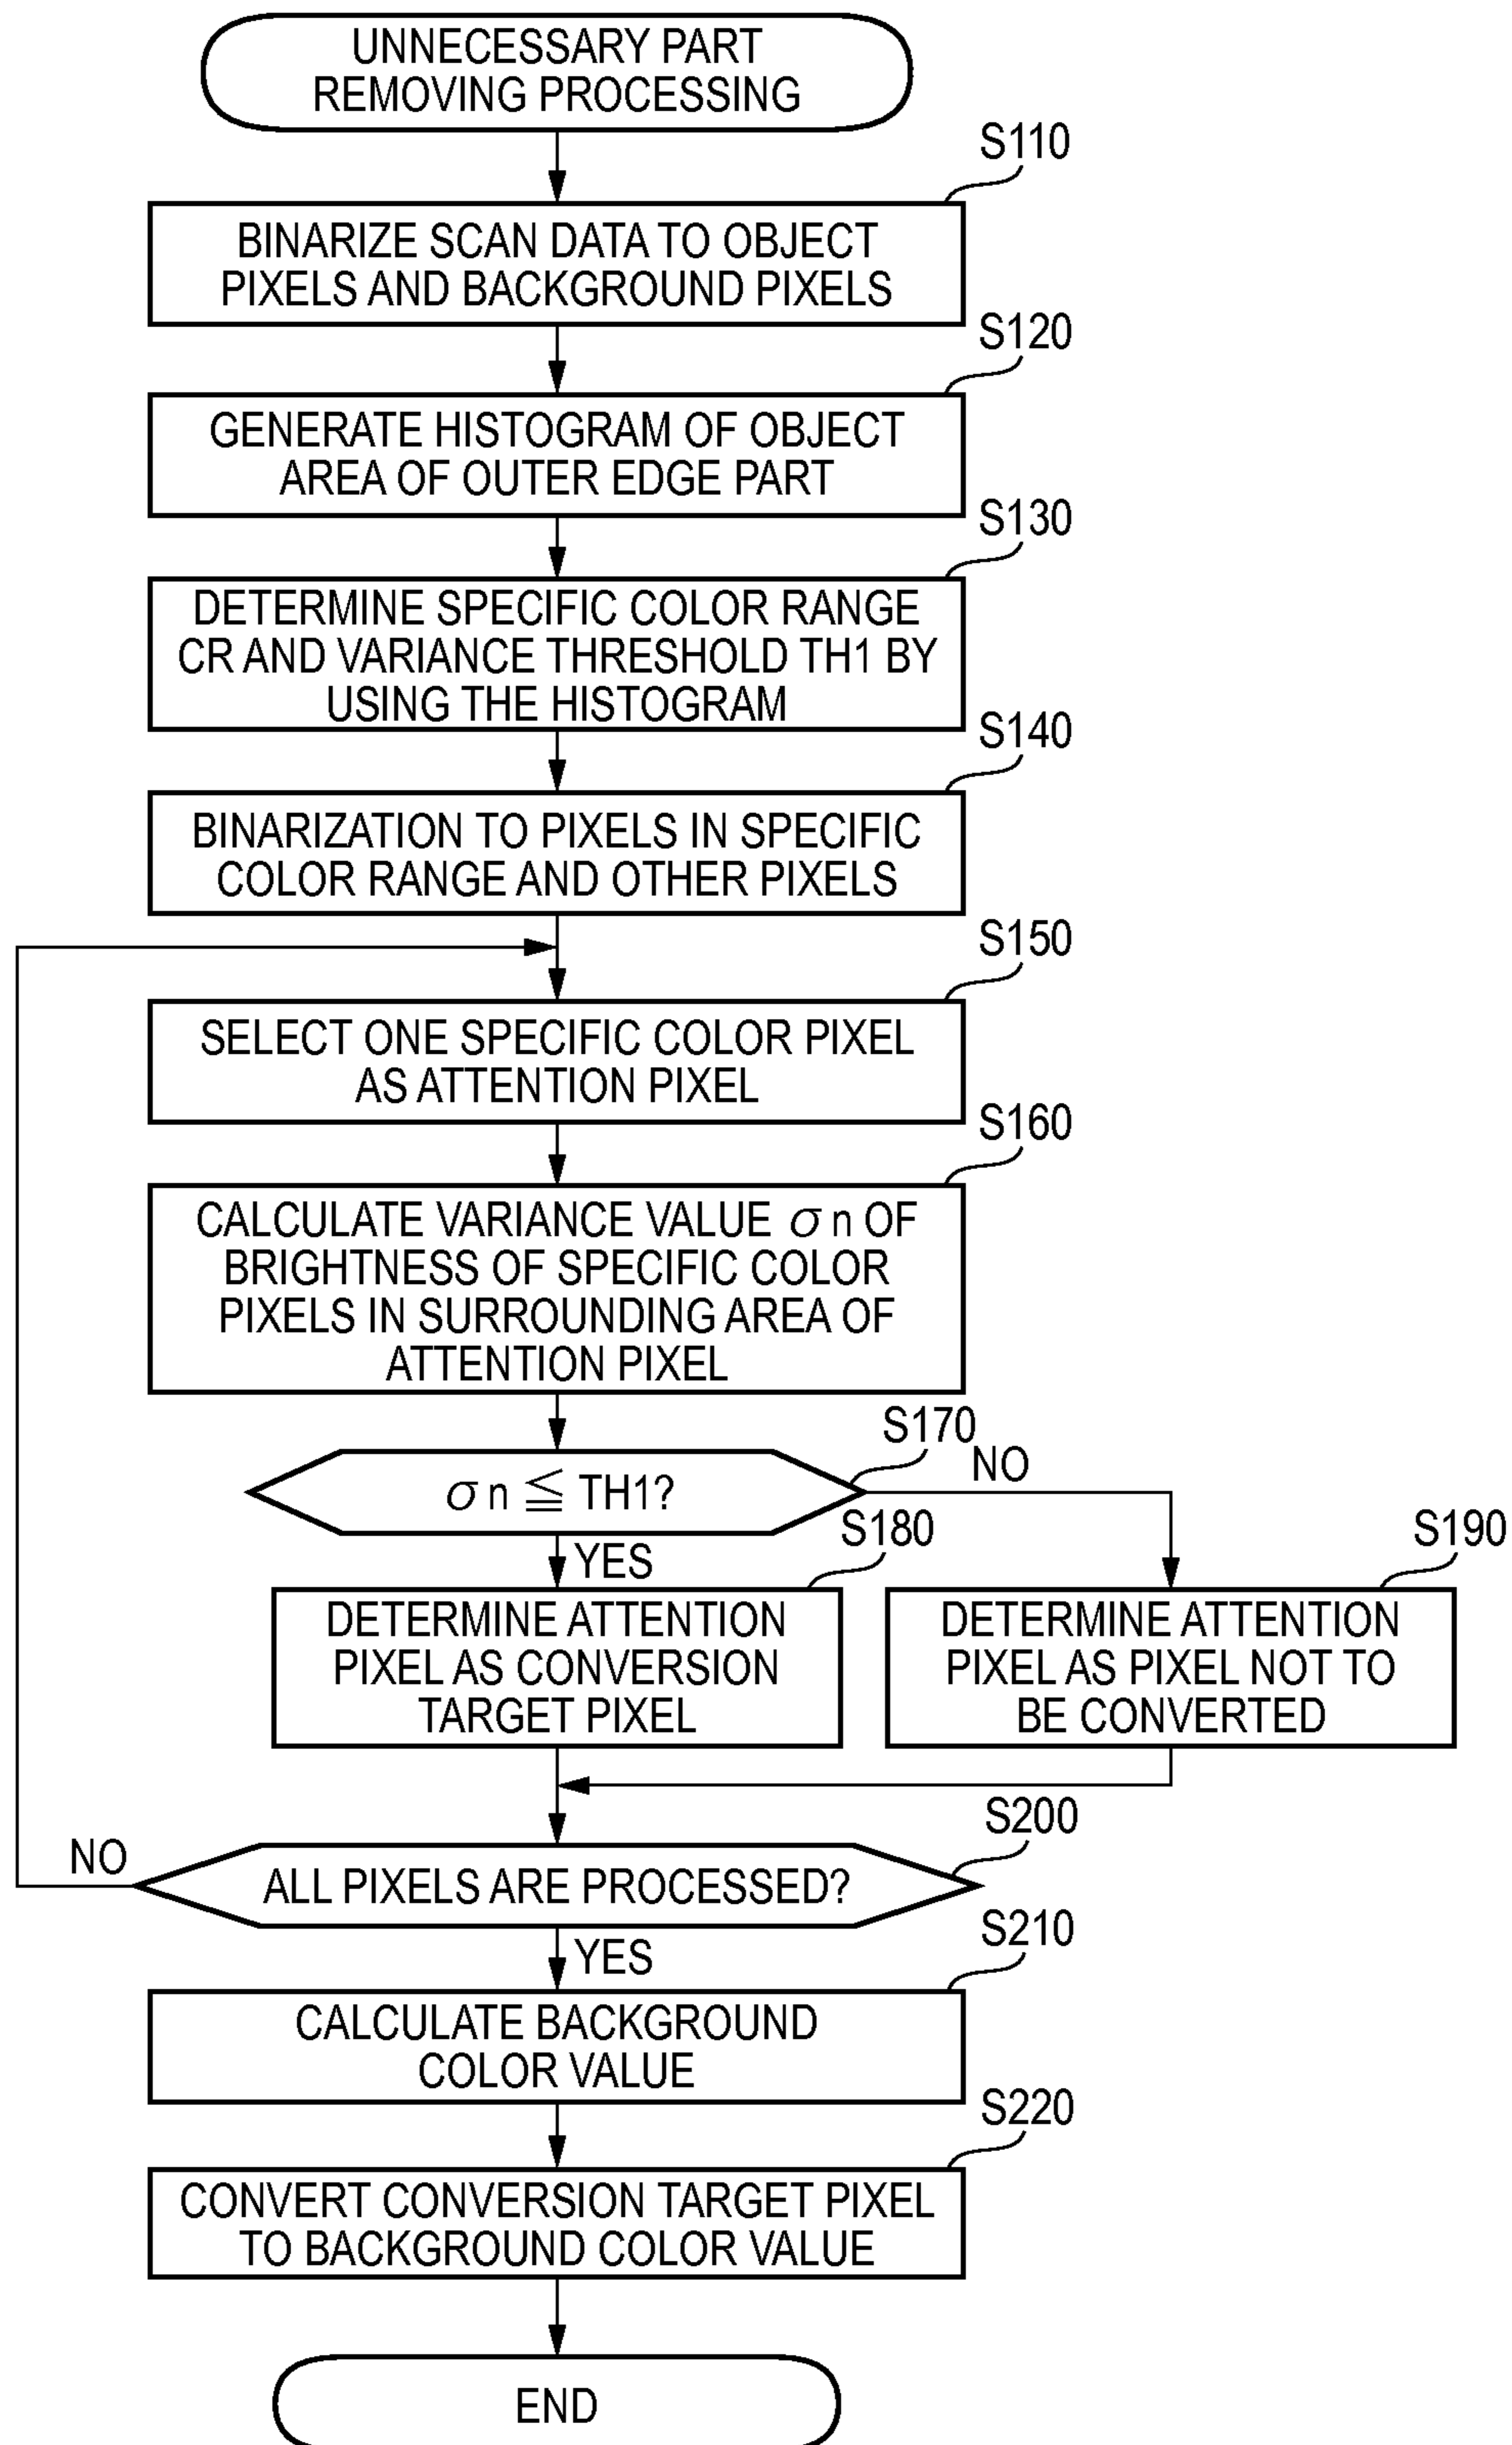 UNNECESSARY PART
REMOVING PROCESSING
S110
BINARIZE SCAN DATA TO OBJECT
PIXELS AND BACKGROUND PIXELS
S120
GENERATE HISTOGRAM OF OBJECT
AREA OF OUTER EDGE PART
S130
DETERMINE SPECIFIC COLOR RANGE
CR AND VARIANCE THRESHOLD TH1 BY
USING THE HISTOGRAM
S140
BINARIZATION TO PIXELS IN SPECIFIC
COLOR RANGE AND OTHER PIXELS
S150
SELECT ONE SPECIFIC COLOR PIXEL
AS ATTENTION PIXEL
S160
CALCULATE VARIANCE VALUE σn OF
BRIGHTNESS OF SPECIFIC COLOR
PIXELS IN SURROUNDING AREA OF
ATTENTION PIXEL
S170
σn ≦ TH1?
NO
YES
S180
DETERMINE ATTENTION
PIXEL AS CONVERSION
TARGET PIXEL
S190
DETERMINE ATTENTION
PIXEL AS PIXEL NOT TO
BE CONVERTED
S200
NO
ALL PIXELS ARE PROCESSED?
YES
S210
CALCULATE BACKGROUND
COLOR VALUE
S220
CONVERT CONVERSION TARGET PIXEL
TO BACKGROUND COLOR VALUE
END